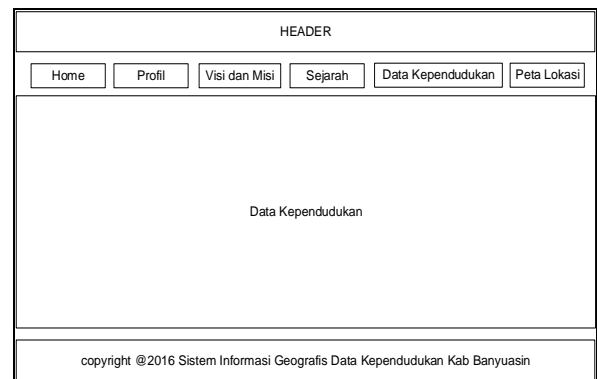 HEADER
Home Profil Visi dan Misi Sejarah Data Kependudukan Peta Lokasi
Data Kependudukan
copyright @2016 Sistem Informasi Geografis Data Kependudukan Kab Banyuasin